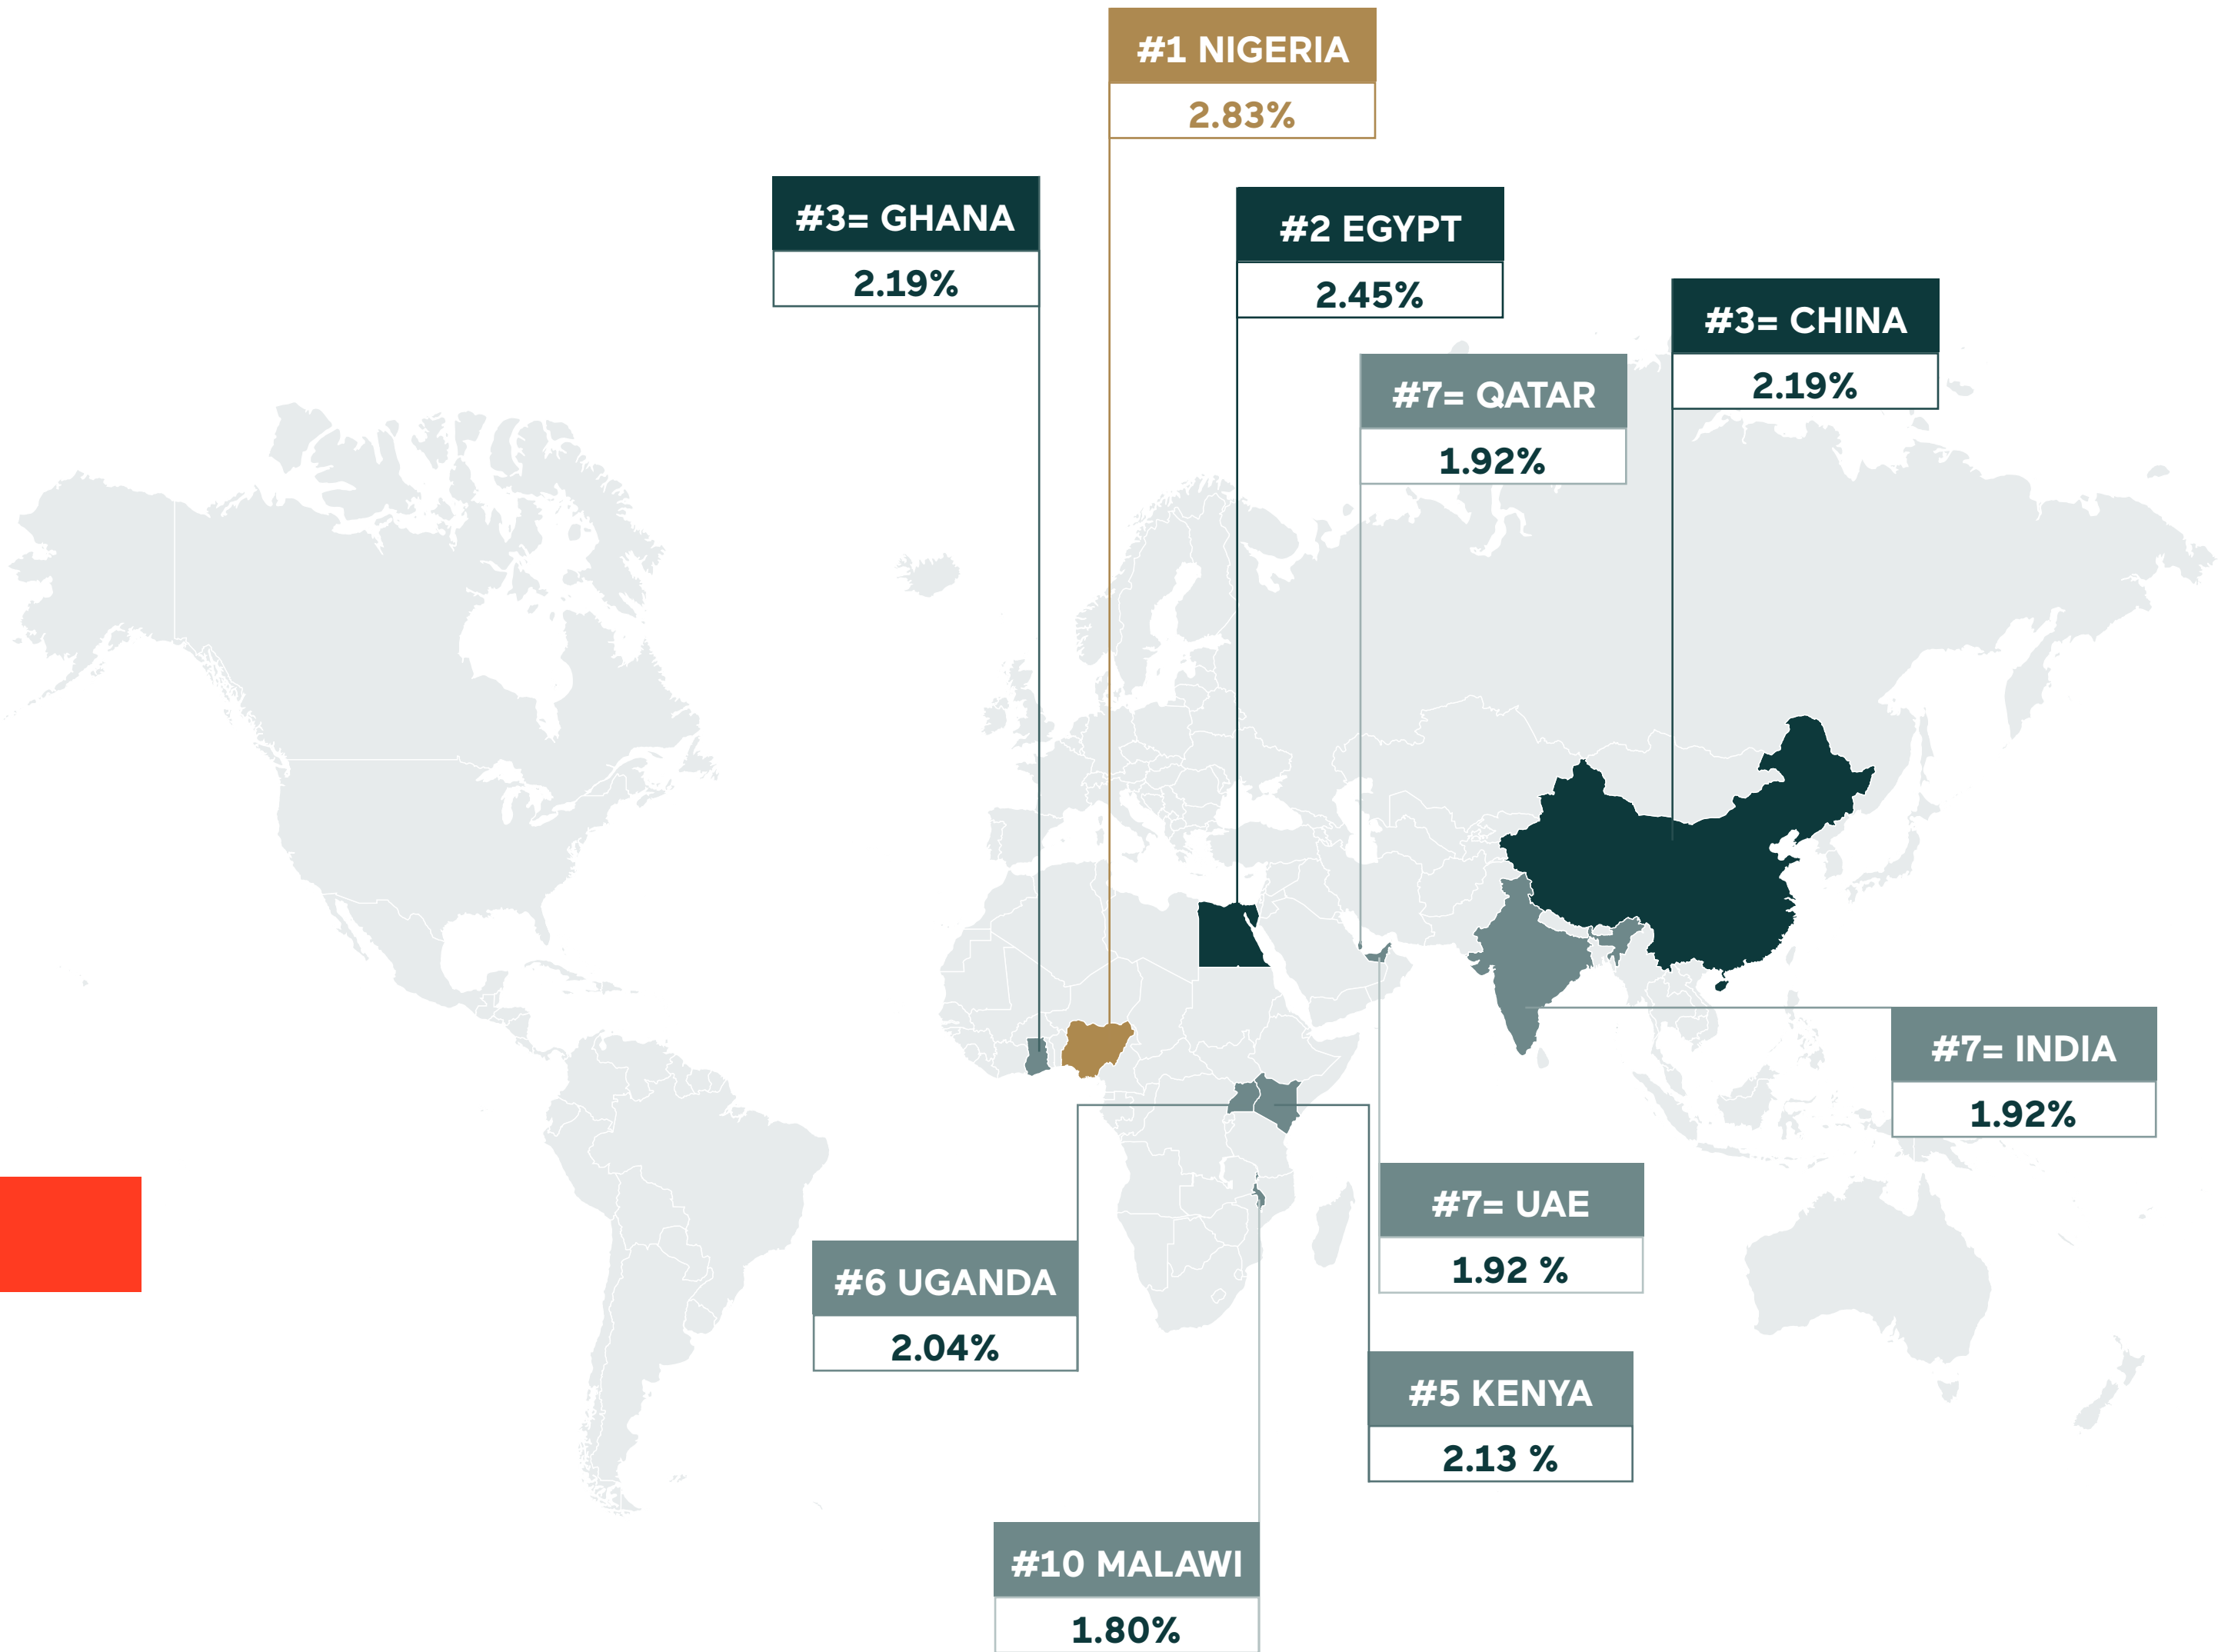 #1 NIGERIA
2.83%
#3= GHANA
2.19%
#2 EGYPT
2.45%
#3= CHINA
2.19%
#7= QATAR
1.92%
#7= INDIA
1.92%
#7= UAE
1.92 %
#6 UGANDA
2.04%
#5 KENYA
2.13 %
#10 MALAWI
1.80%